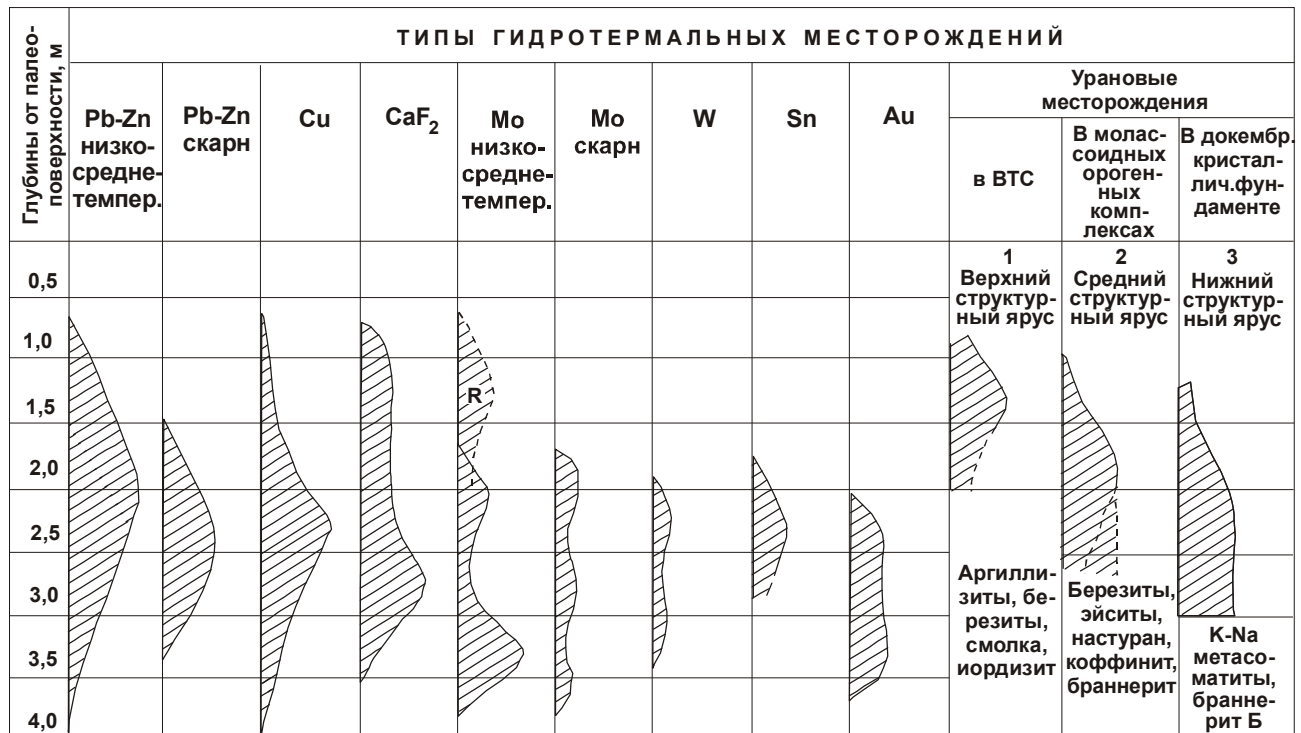 Глубины от палео-
поверхности, м
ТИПЫ ГИДРОТЕРМАЛЬНЫХ МЕСТОРОЖДЕНИЙ
Pb-Zn
низко-
средне-
темпер.
Pb-Zn
скарн
Cu
CaF2
Мо
низко-
средне-
темпер.
Мо
скарн
W
Sn
Au
Урановые
месторождения
в ВТС
В молас-
соидных
ороген-
ных
комп-
лексах
В докембр.
кристал-
лич.фун-
даменте
0,5
1,0
1,5
2,0
2,5
3,0
3,5
4,0
R
1
Верхний
структур-
ный ярус
2
Средний
структур-
ный ярус
3
Нижний
структур-
ный ярус
Аргилли-
зиты, бе-
резиты,
смолка,
иордизит
Березиты,
эйситы,
настуран,
коффинит,
браннерит
K-Na
метасо-
матиты,
бранне-
рит Б